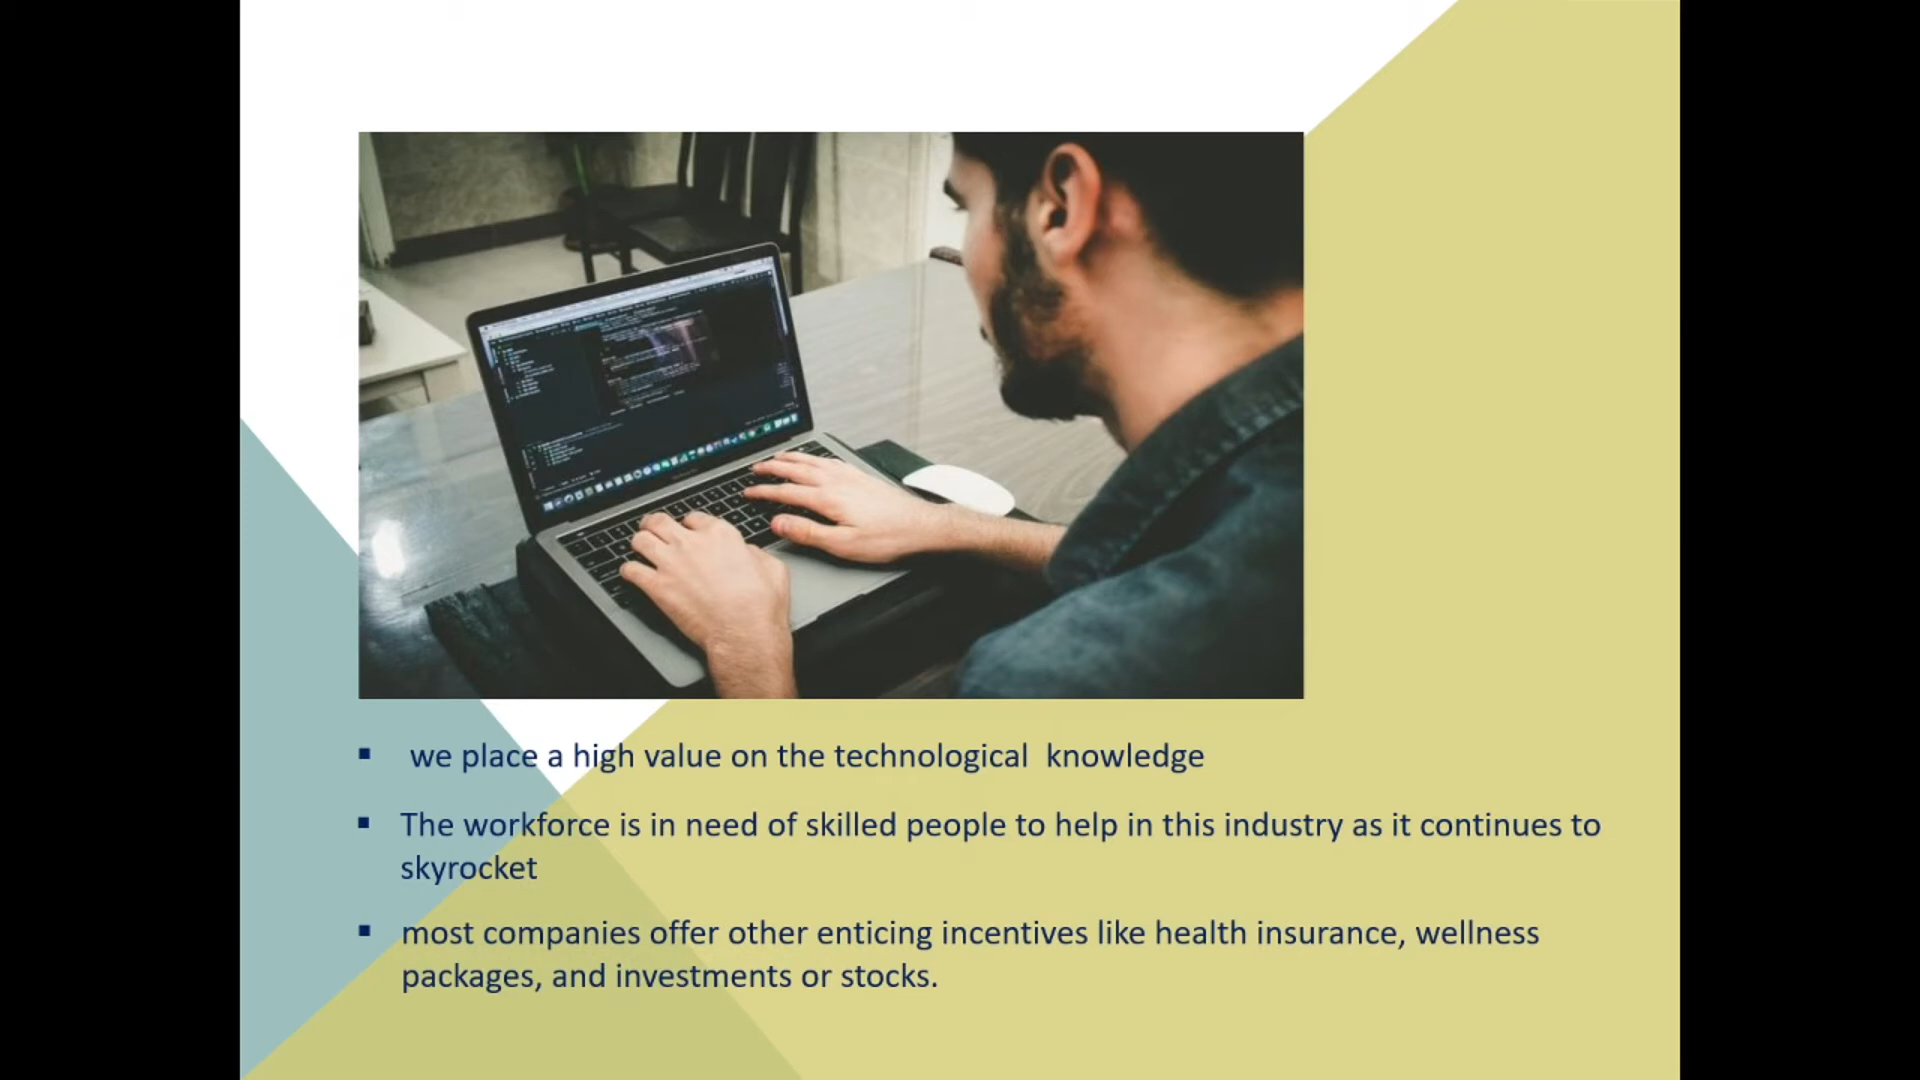 ▪ we place a high value on the technological knowledge
▪ The workforce is in need of skilled people to help in this industry as it continues to
skyrocket
▪ most companies offer other enticing incentives like health insurance, wellness
packages, and investments or stocks.